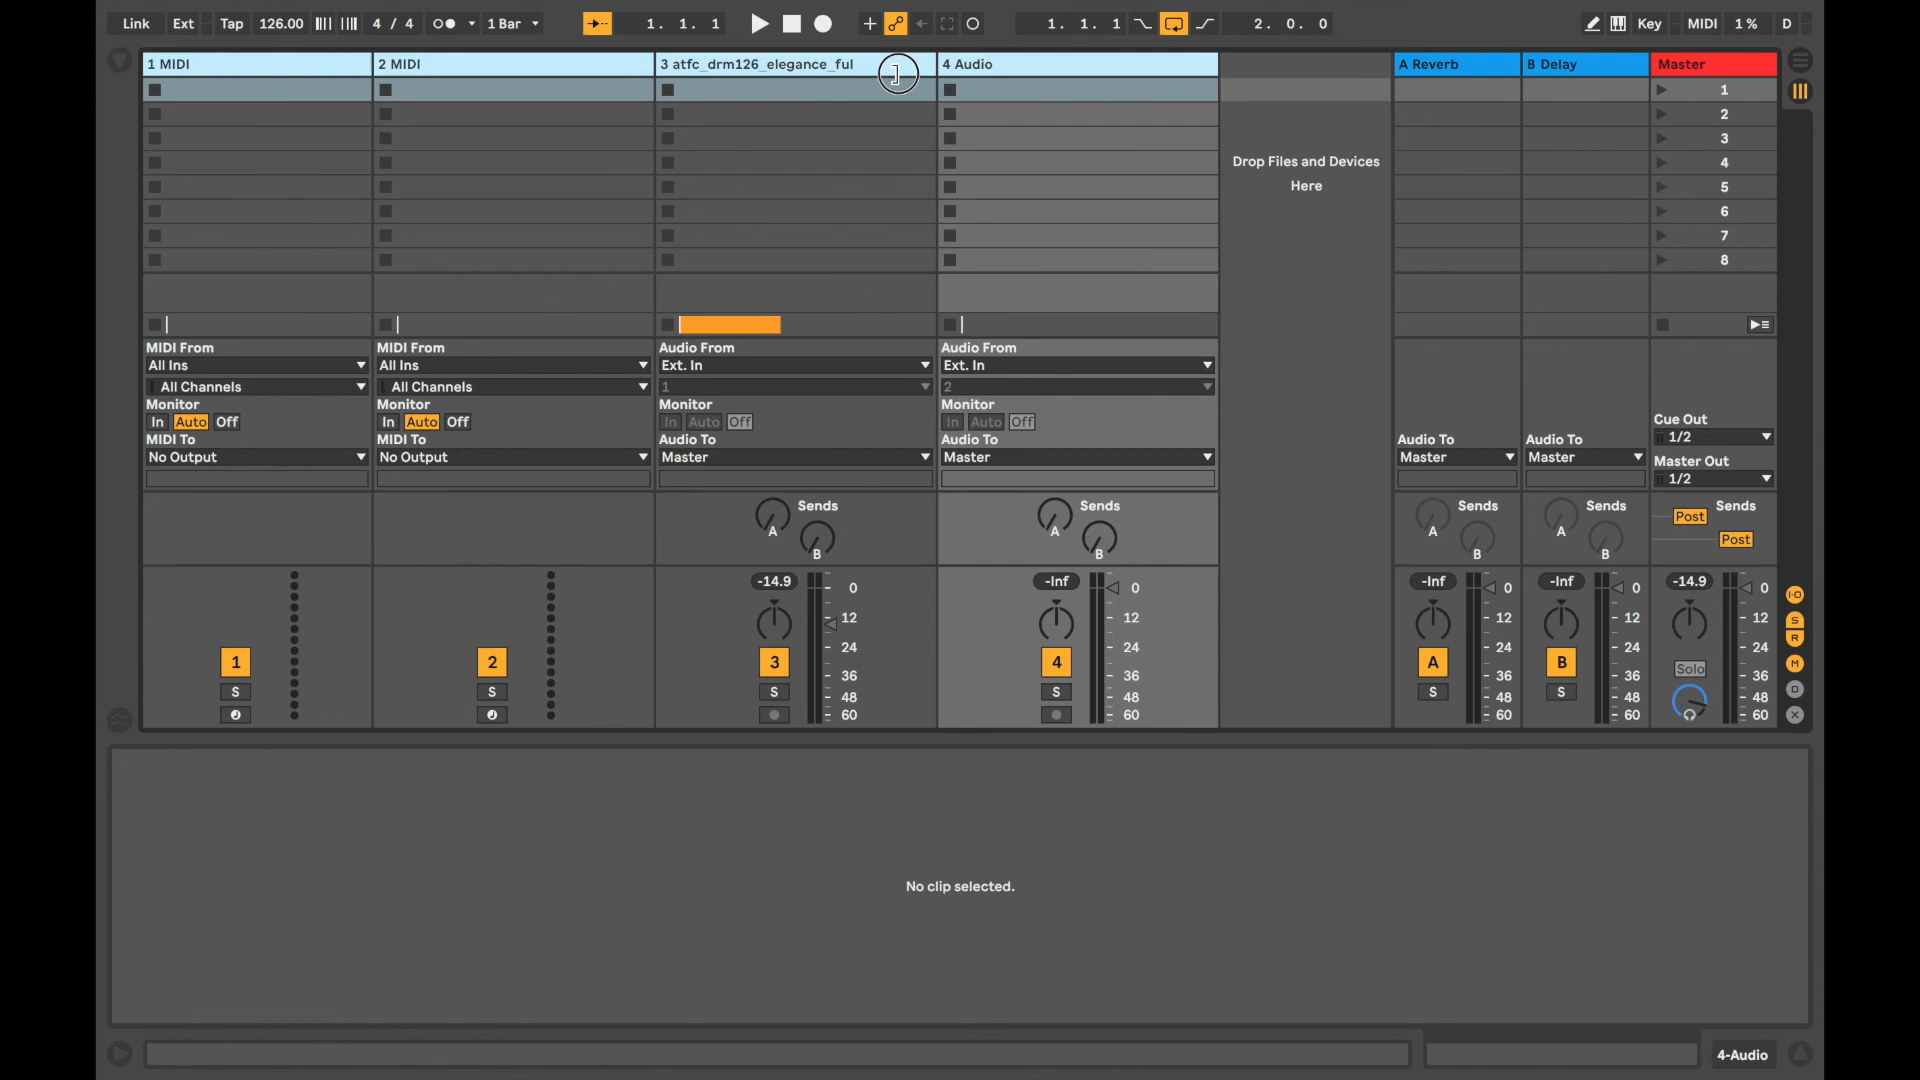 Link Ext Tap 126.00 4 / 4 1 Bar 1. 1. 1 1. 1. 1 2. 0. 0 Key MIDI 1 % D
1 MIDI 2 MIDI 3 atfc_drm126_elegance_ful 4 Audio A Reverb B Delay Master
1
2
3
4
5
6
7
8
Drop Files and Devices
Here
MIDI From MIDI From Audio From Audio From
All Ins All Ins Ext. In Ext. In
All Channels All Channels 1 2
Monitor Monitor Monitor Monitor
In Auto Off In Auto Off In Auto Off In Auto Off
Cue Out
1/2
MIDI To MIDI To Audio To Audio To Audio To Audio To
No Output No Output Master Master Master Master
Master Out
1/2
Sends Sends Sends Sends Sends
A A A A Post
B B B B Post
-14.9 -Inf -Inf -Inf -14.9
0 0 0 0 0
12 12 12 12 12
24 24 24 24 24
36 36 36 36 36
48 48 48 48 48
60 60 60 60 60
1 2 3 4 A B Solo
S S S S S S
I·O
S
R
M
D
X
No clip selected.
4-Audio